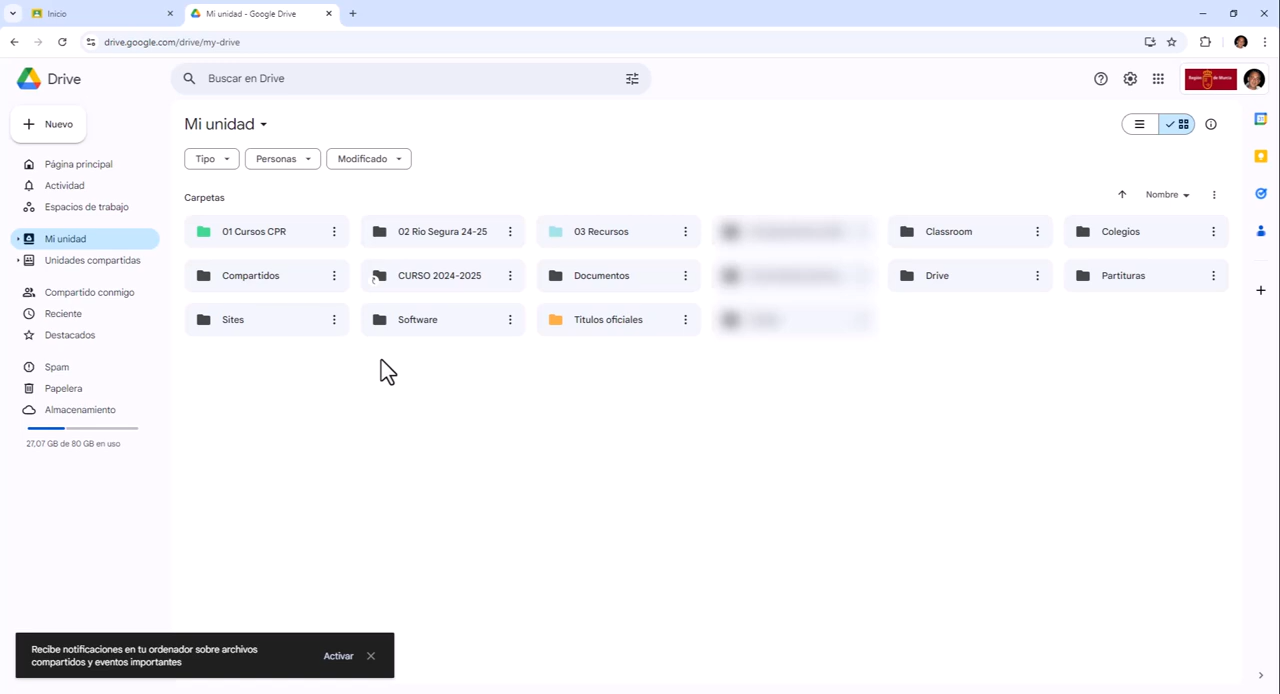 Inicio
Mi unidad - Google Drive
drive.google.com/drive/my-drive
Drive
Buscar en Drive
Región de Murcia
Nuevo
Página principal
Actividad
Espacios de trabajo
Mi unidad
Unidades compartidas
Compartido conmigo
Reciente
Destacados
Spam
Papelera
Almacenamiento
27,07 GB de 80 GB en uso
Mi unidad
Tipo
Personas
Modificado
Carpetas
Nombre
01 Cursos CPR
02 Rio Segura 24-25
03 Recursos
Classroom
Colegios
Compartidos
CURSO 2024-2025
Documentos
Drive
Partituras
Sites
Software
Titulos oficiales
Recibe notificaciones en tu ordenador sobre archivos
compartidos y eventos importantes
Activar